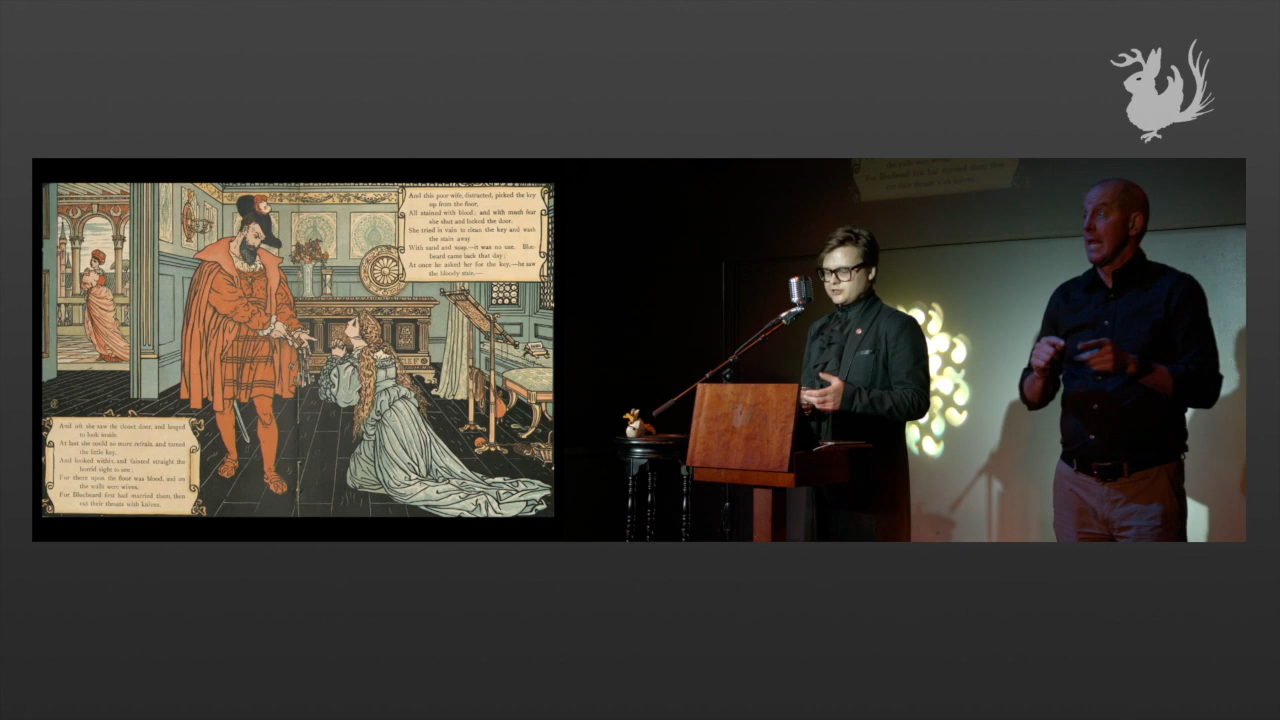 And this poor wife, distracted, picked the key
up from the floor,
All stained with blood: and with much fear
she shut and locked the door.
She tried in vain to clean the key and wash
the stain away
With sand and soap,—it was no use. Blue-
beard came back that day;
At once he asked her for the key,—he saw
the bloody stain,—
And oft she saw the closet door, and longed
to look inside.
At last she could no more refrain, and turned
the little key,
And looked within, and fainted straight the
horrid sight to see;
For there upon the floor was blood, and on
the walls were wives,
For Bluebeard first had married them, then
cut their throats with knives.